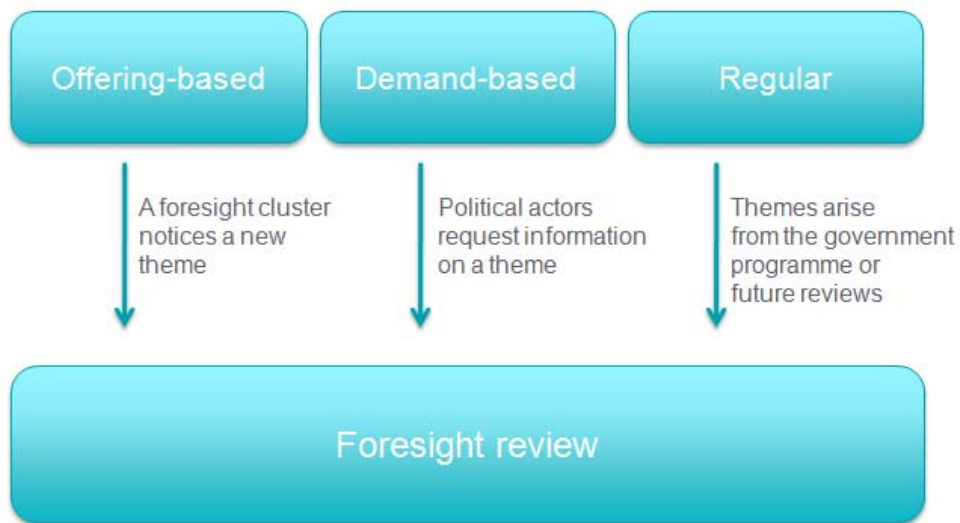 Offering-based
Demand-based
Regular
A foresight cluster
notices a new
theme
Political actors
request information
on a theme
Themes arise
from the government
programme or
future reviews
Foresight review